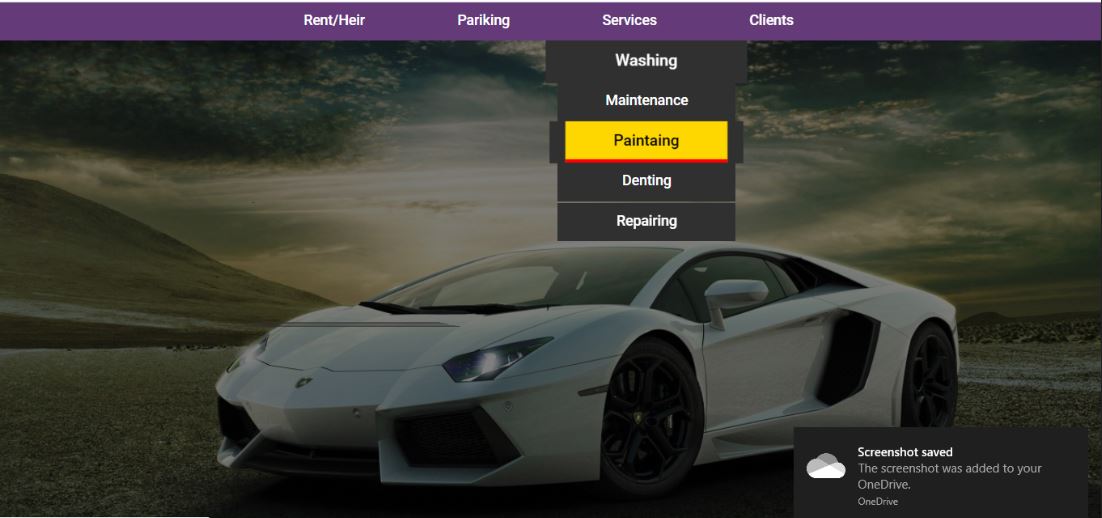 Rent/Heir Pariking Services Clients
Washing
Maintenance
Paintaing
Denting
Repairing
Screenshot saved
The screenshot was added to your
OneDrive.
OneDrive